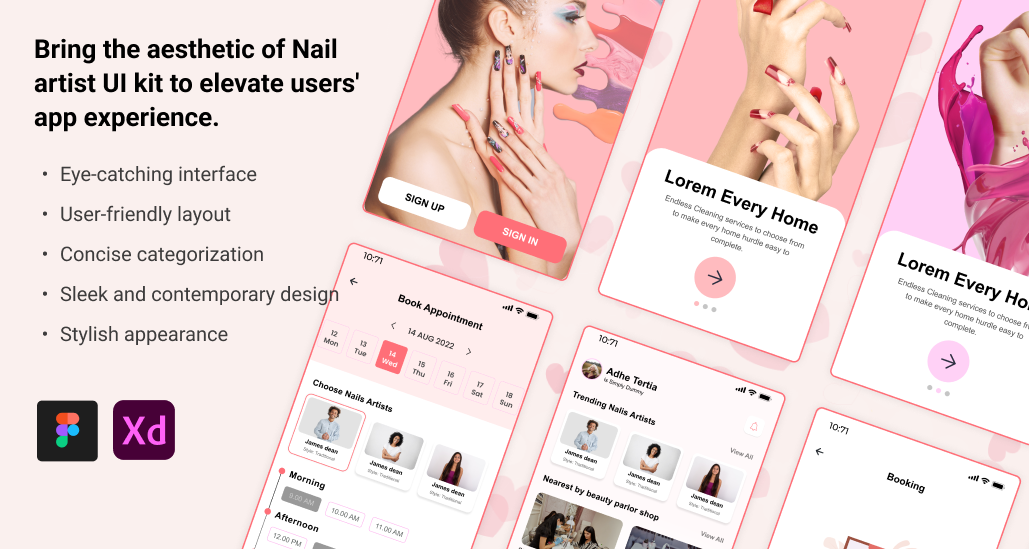 Bring the aesthetic of Nail
artist UI kit to elevate users'
app experience.
• Eye-catching interface
• User-friendly layout
• Concise categorization
• Sleek and contemporary design
• Stylish appearance
Xd
SIGN UP
SIGN IN
Lorem Every Home
Endless Cleaning services to choose from
to make every home hurdle easy to
complete.
Lorem Every Ho
Endless Cleaning services to choose from
to make every home hurdle easy to
complete.
10:71
Book Appointment
14 AUG 2022
12 Mon
13 Tue
14 Wed
15 Thu
16 Fri
17 Sat
18 Sun
Choose Nails Artists
James dean
Style. Traditional
James dean
Style. Traditional
James dean
Style. Traditional
Morning
9.00 AM
10.00 AM
11.00 AM
Afternoon
12.00 PM
10:71
Adhe Tertia
is Simply Dummy
Trending Nails Artists
View All
James dean
Style. Traditional
James dean
Style. Traditional
James dean
Style. Traditional
Nearest by beauty parlor shop
View All
10:71
Booking